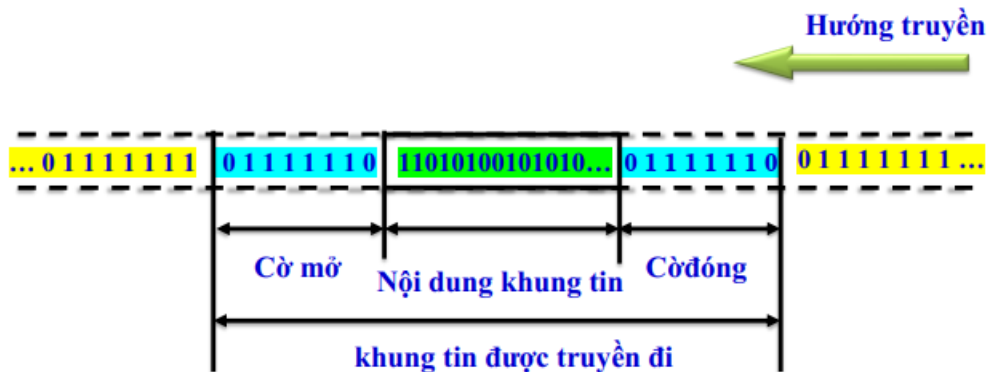 Hướng truyền
... 0 1 1 1 1 1 1 1 0 1 1 1 1 1 1 0 11010100101010... 0 1 1 1 1 1 1 0 0 1 1 1 1 1 1 1 ...
Cờ mở Nội dung khung tin Cờđóng
khung tin được truyền đi